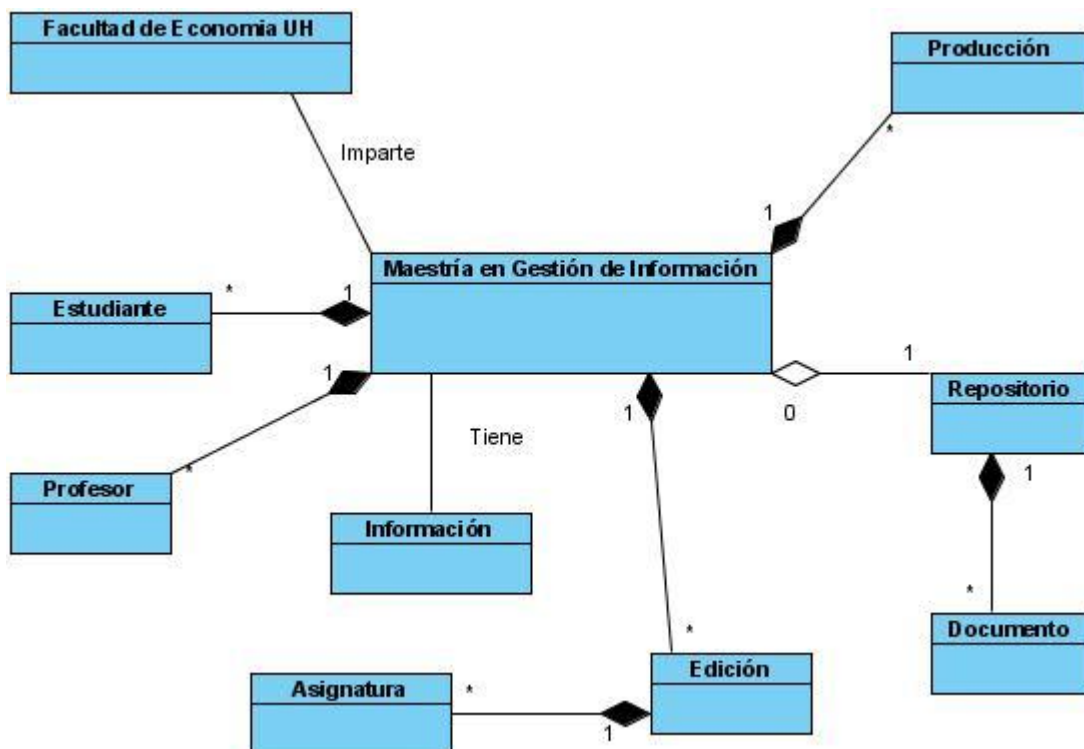 Facultad de Economia UH
Producción
*
Imparte
1
Maestría en Gestión de Información
Estudiante
*
1
1
0
Repositorio
1
1
Tiene
*
Profesor
1
Información
*
Documento
*
Edición
Asignatura
*
1